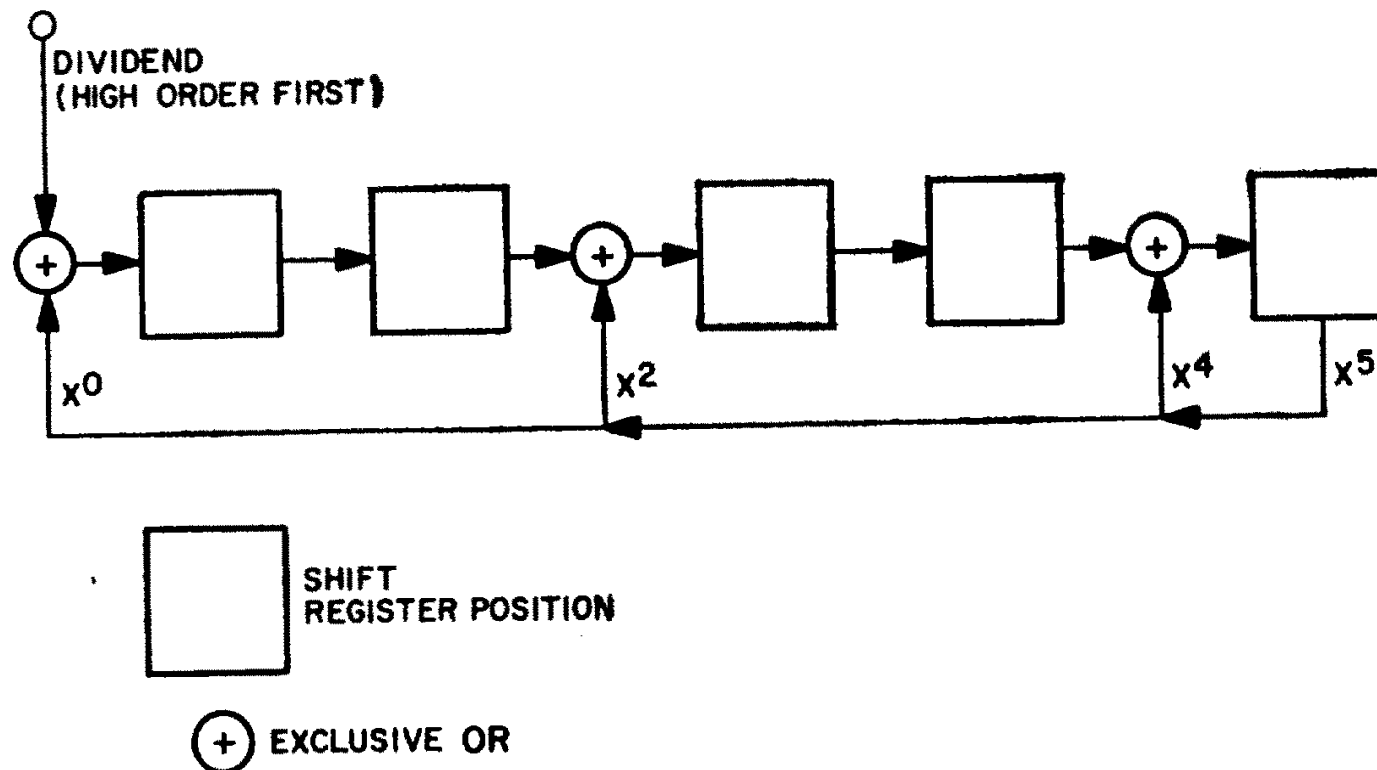 DIVIDEND
(HIGH ORDER FIRST)
+
+
+
X⁰
X²
X⁴
X⁵
SHIFT
REGISTER POSITION
+ EXCLUSIVE OR